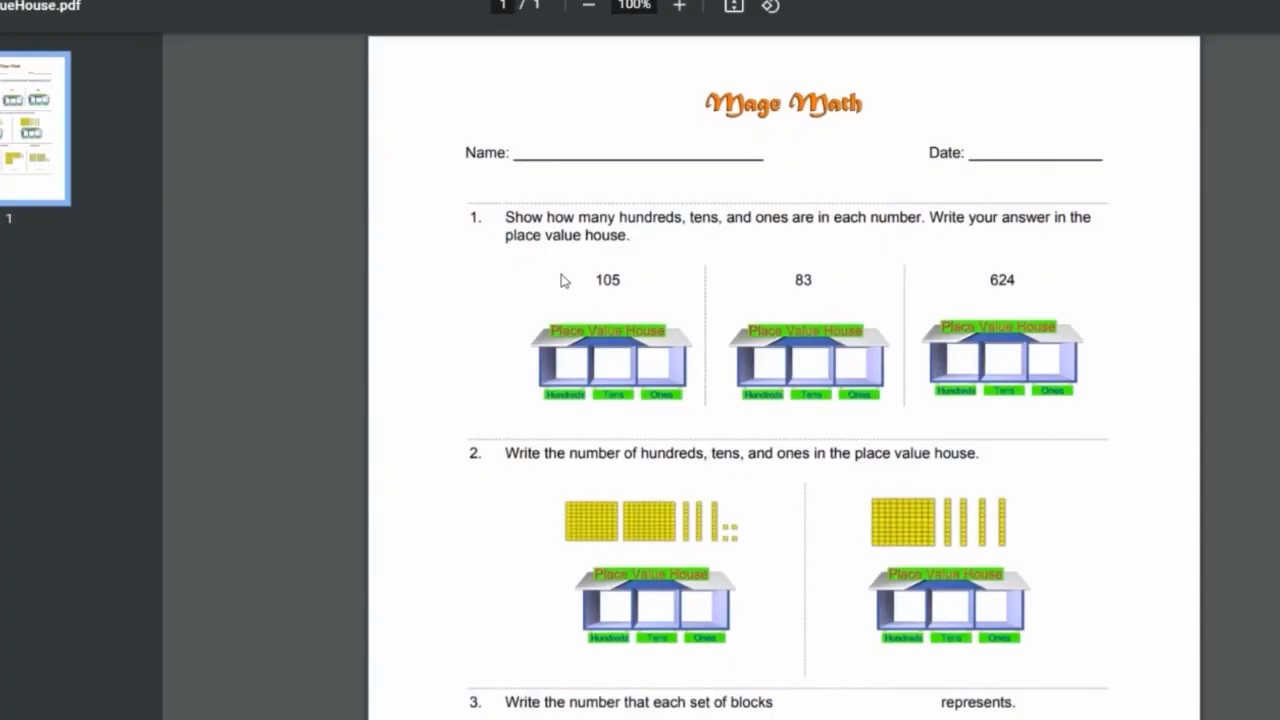 ueHouse.pdf
1 / 1
100%
1
Mage Math
Name: Date:
1. Show how many hundreds, tens, and ones are in each number. Write your answer in the
place value house.
105 83 624
Place Value House Place Value House Place Value House
Hundreds Tens Ones Hundreds Tens Ones Hundreds Tens Ones
2. Write the number of hundreds, tens, and ones in the place value house.
Place Value House Place Value House
Hundreds Tens Ones Hundreds Tens Ones
3. Write the number that each set of blocks represents.